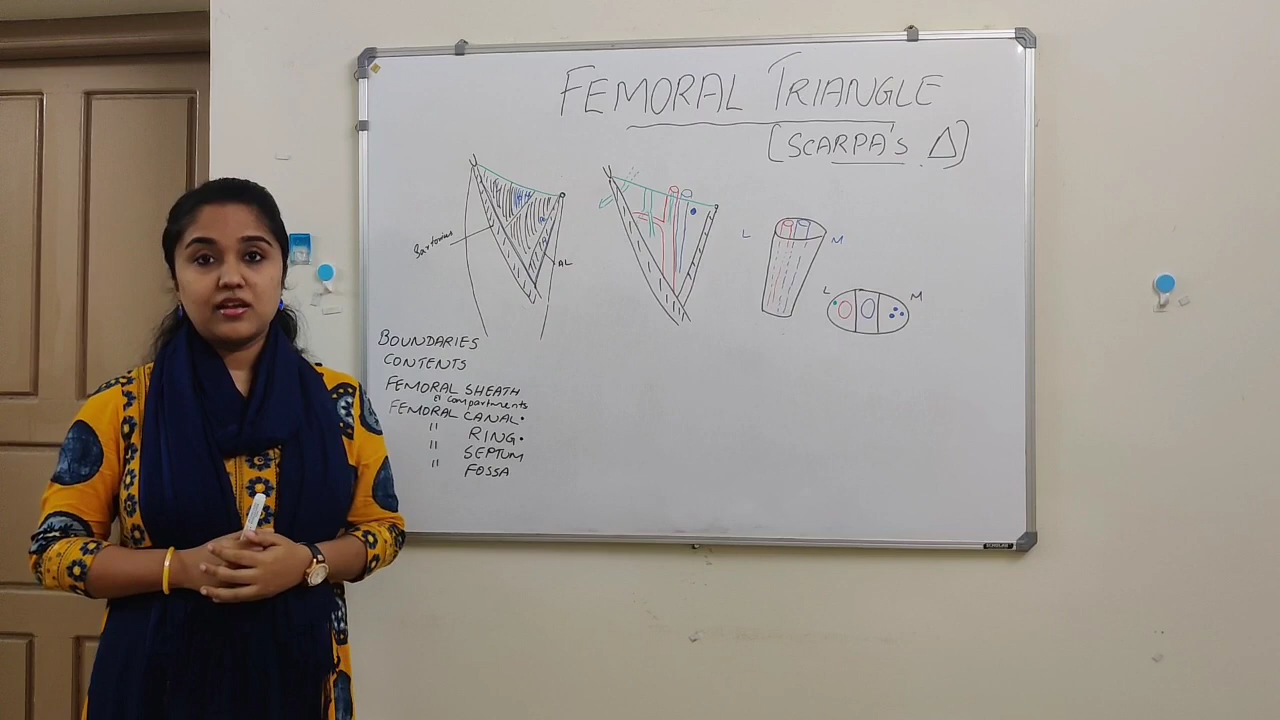 FEMORAL TRIANGLE
[SCARPA'S Δ]
Sartorius
AL
L
M
L
M
BOUNDARIES
CONTENTS
FEMORAL SHEATH
& compartments
FEMORAL CANAL.
" RING.
" SEPTUM
" FOSSA